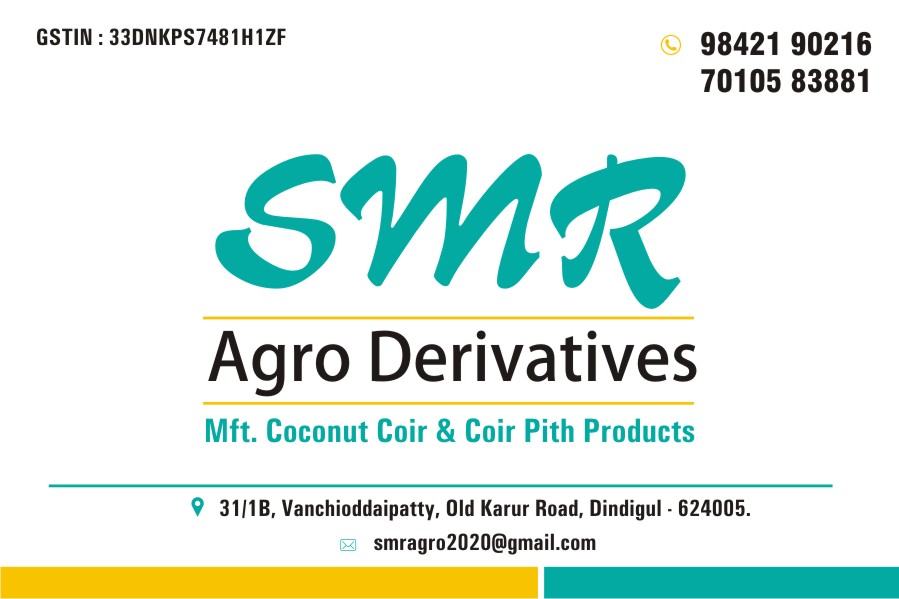 GSTIN : 33DNKPS7481H1ZF
98421 90216
70105 83881
SMR
Agro Derivatives
Mft. Coconut Coir & Coir Pith Products
31/1B, Vanchioddaipatty, Old Karur Road, Dindigul - 624005.
smragro2020@gmail.com